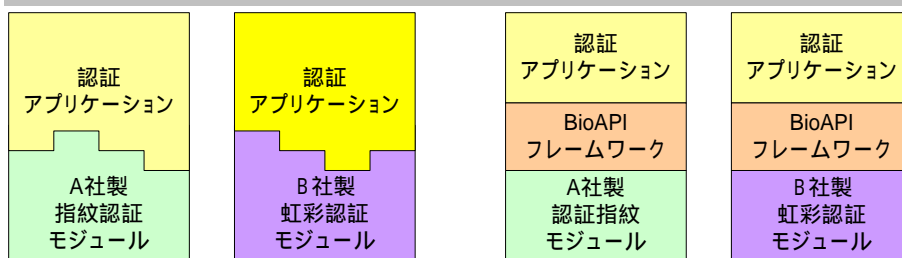 認証
アプリケーション
A社製
指紋認証
モジュール
認証
アプリケーション
B社製
虹彩認証
モジュール
認証
アプリケーション
BioAPI
フレームワーク
A社製
認証指紋
モジュール
認証
アプリケーション
BioAPI
フレームワーク
B社製
虹彩認証
モジュール